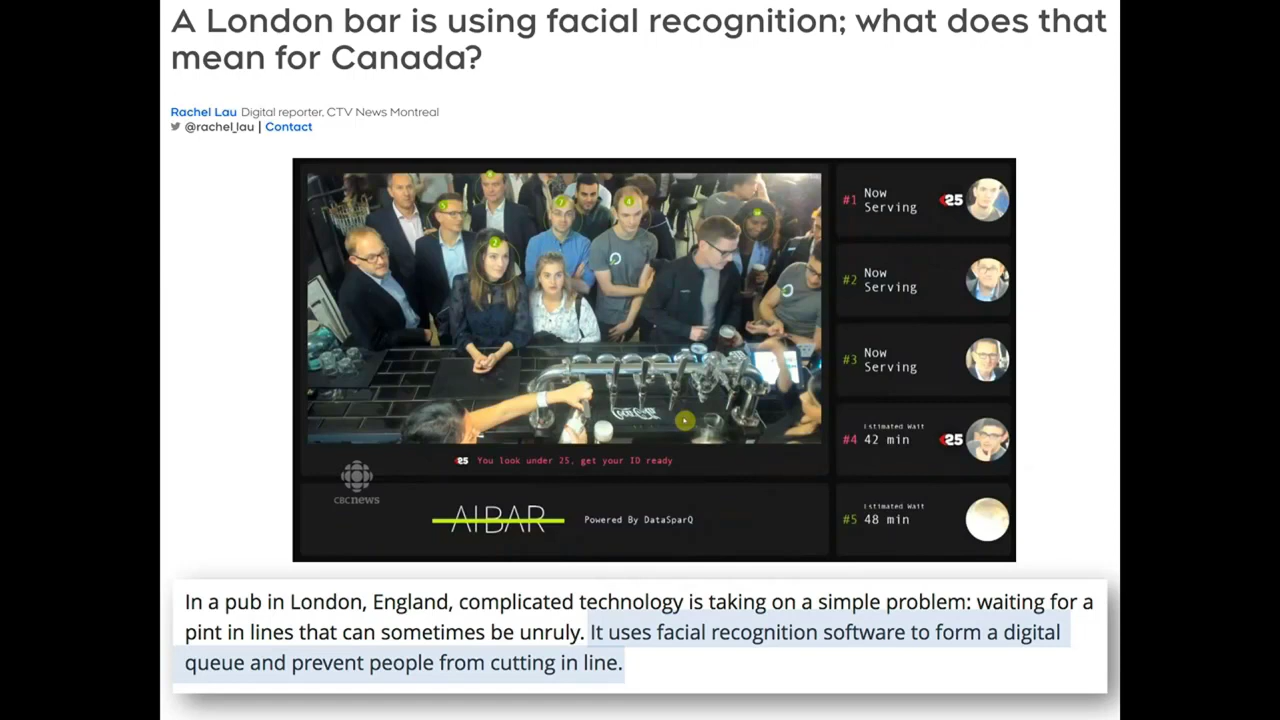 A London bar is using facial recognition; what does that
mean for Canada?
Rachel Lau Digital reporter, CTV News Montreal
@rachel_lau | Contact
#1 Now Serving <25
#2 Now Serving
#3 Now Serving
#4 Estimated Wait 42 min <25
#5 Estimated Wait 48 min
<25 You look under 25, get your ID ready
CBCnews
AIBAR
Powered By DataSparQ
In a pub in London, England, complicated technology is taking on a simple problem: waiting for a
pint in lines that can sometimes be unruly. It uses facial recognition software to form a digital
queue and prevent people from cutting in line.